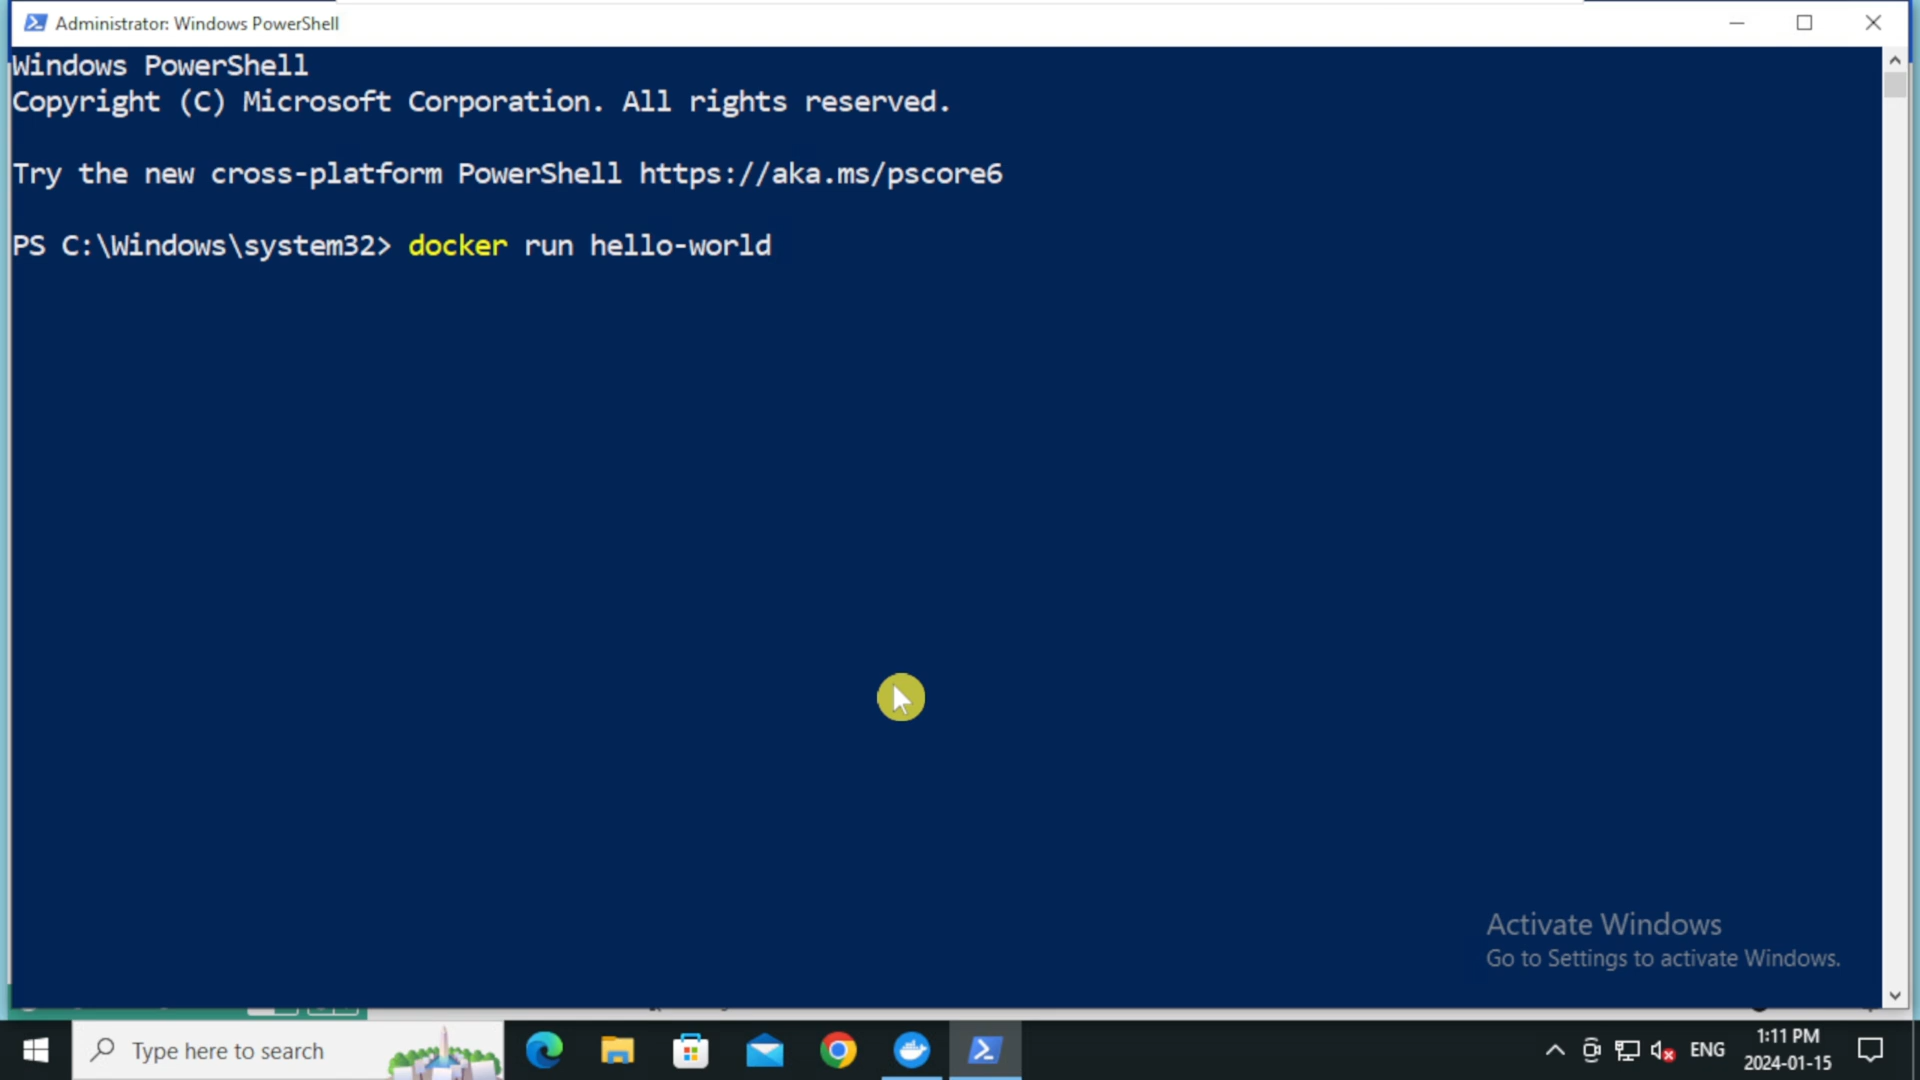 Administrator: Windows PowerShell
Windows PowerShell
Copyright (C) Microsoft Corporation. All rights reserved.
Try the new cross-platform PowerShell https://aka.ms/pscore6
PS C:\Windows\system32> docker run hello-world
Activate Windows
Go to Settings to activate Windows.
Type here to search
ENG
1:11 PM
2024-01-15